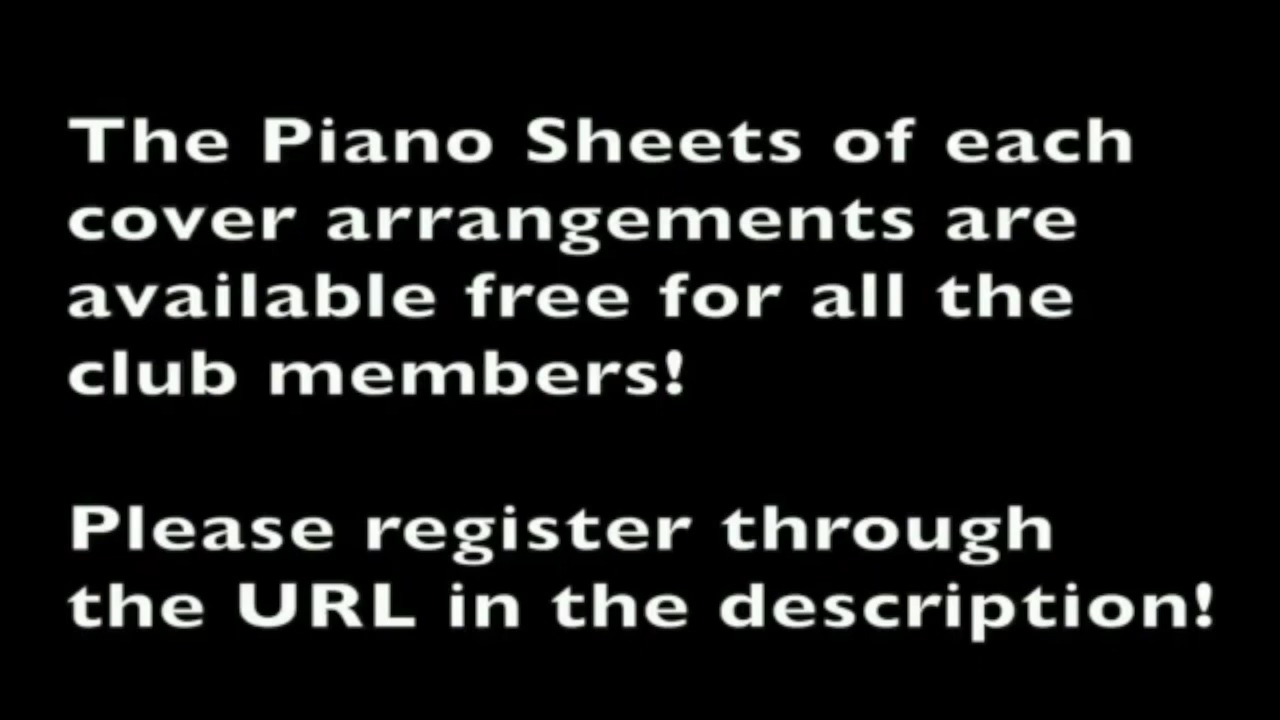 The Piano Sheets of each
cover arrangements are
available free for all the
club members!
Please register through
the URL in the description!